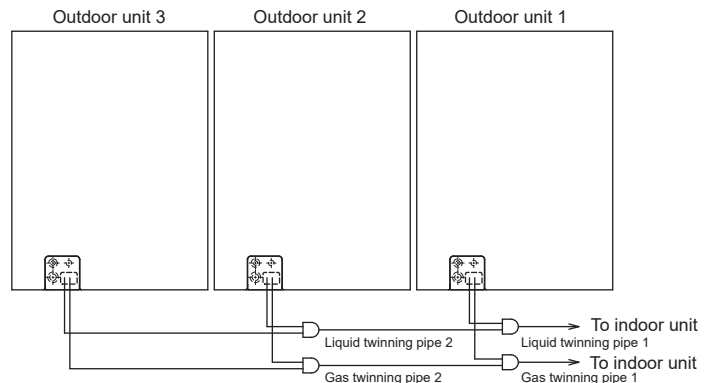 Outdoor unit 3
Outdoor unit 2
Outdoor unit 1
To indoor unit
Liquid twinning pipe 2
Liquid twinning pipe 1
To indoor unit
Gas twinning pipe 2
Gas twinning pipe 1